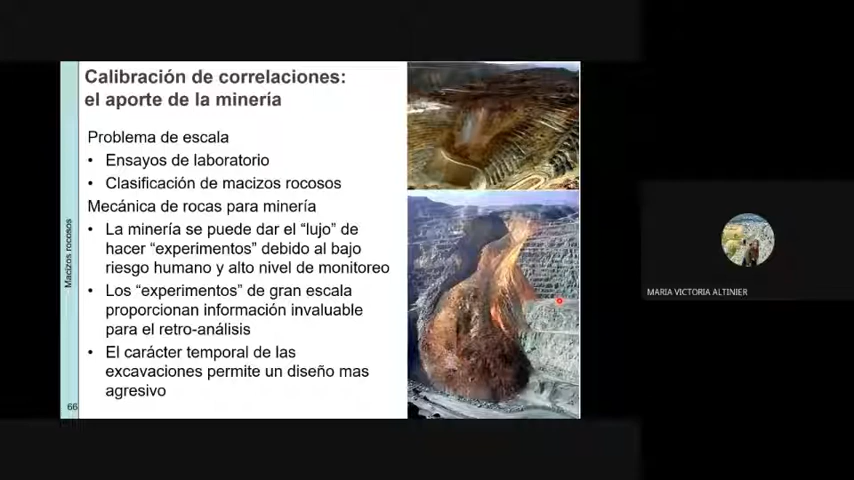 Calibración de correlaciones:
el aporte de la minería
Problema de escala
• Ensayos de laboratorio
• Clasificación de macizos rocosos
Mecánica de rocas para minería
• La minería se puede dar el “lujo” de
hacer “experimentos” debido al bajo
riesgo humano y alto nivel de monitoreo
• Los “experimentos” de gran escala
proporcionan información invaluable
para el retro-análisis
• El carácter temporal de las
excavaciones permite un diseño mas
agresivo
Macizos rocosos
66
MARIA VICTORIA ALTINIER